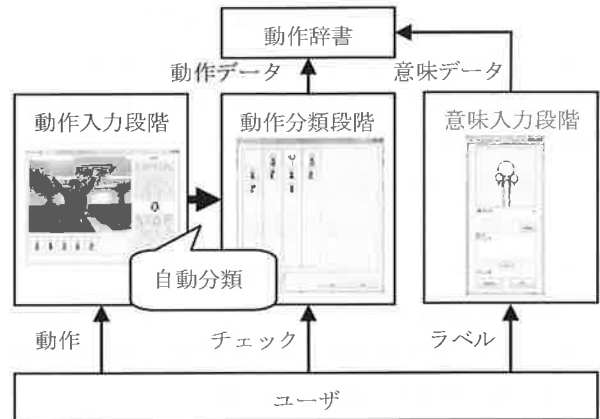 動作辞書
動作データ
意味データ
動作入力段階
動作分類段階
意味入力段階
自動分類
動作
チェック
ラベル
ユーザ